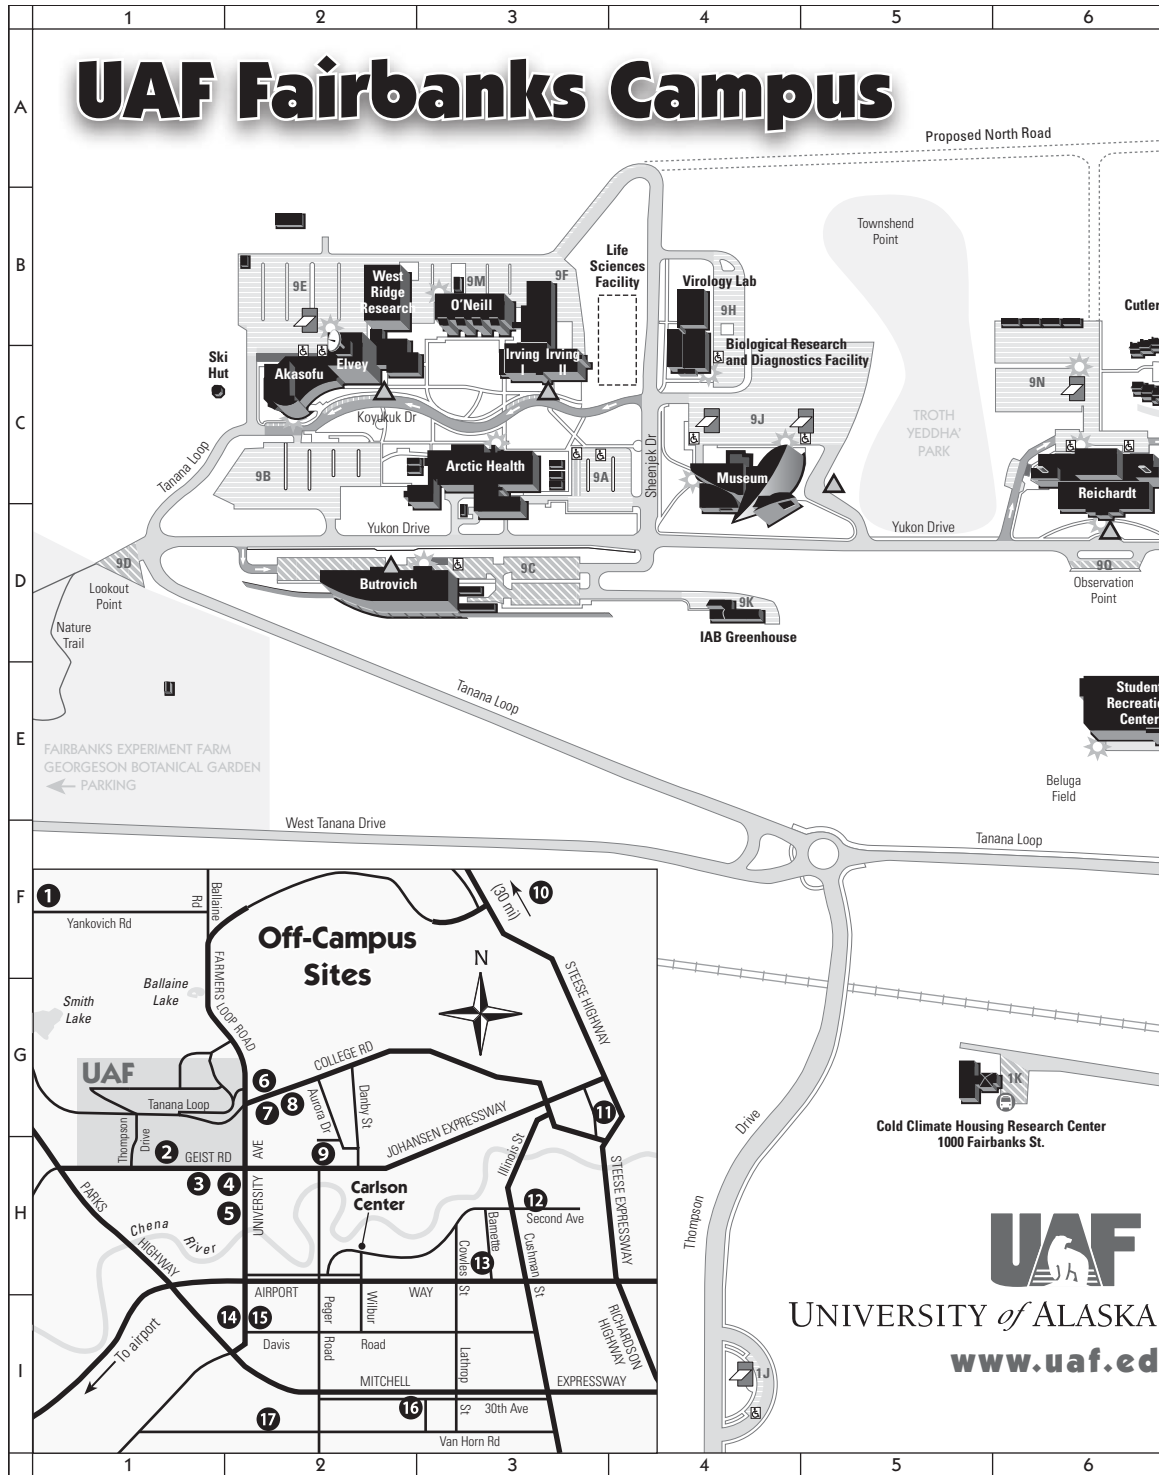 1 2 3 4 5 6
A
UAF Fairbanks Campus
Proposed North Road
B
Townshend
Point
Life
Sciences
Facility
West
Ridge
Research
9E
9M
9F
O'Neill
Virology Lab
9H
Cutler
Biological Research
and Diagnostics Facility
Irving
I
Irving
II
Elvey
Akasofu
Ski
Hut
C
9N
Koyukuk Dr
9J
TROTH
YEDDHA'
PARK
Tanana Loop
9B
Arctic Health
9A
Sheenjek Dr
Museum
Reichardt
Yukon Drive
Yukon Drive
D
9D
9C
9Q
Butrovich
Lookout
Point
Observation
Point
9K
IAB Greenhouse
Nature
Trail
Tanana Loop
E
Student
Recreatio
Center
FAIRBANKS EXPERIMENT FARM
GEORGESON BOTANICAL GARDEN
PARKING
Beluga
Field
West Tanana Drive
Tanana Loop
F
1
Yankovich Rd
Ballaine
Rd
(30 mi)
10
Off-Campus
Sites
N
FARMERS LOOP ROAD
STEESE HIGHWAY
Ballaine
Lake
Smith
Lake
G
UAF
COLLEGE RD
6
7
8
Tanana Loop
Aurora Dr
Danby St
JOHANSEN EXPRESSWAY
11
1K
Cold Climate Housing Research Center
1000 Fairbanks St.
Thompson
Drive
2
GEIST RD
UNIVERSITY
AVE
9
Illinois St
STEESE EXPRESSWAY
3
4
5
H
PARKS
HIGHWAY
Chena
River
Carlson
Center
12
Second Ave
Barnette
Cowles
St
13
Cushman
St
Thompson
Drive
UAF
AIRPORT
WAY
14
15
Peger
Road
Wilbur
Davis
Road
RICHARDSON
HIGHWAY
UNIVERSITY of ALASKA
www.uaf.ed
To airport
I
Lathrop
St
MITCHELL
EXPRESSWAY
1J
16
30th Ave
17
Van Horn Rd
1 2 3 4 5 6